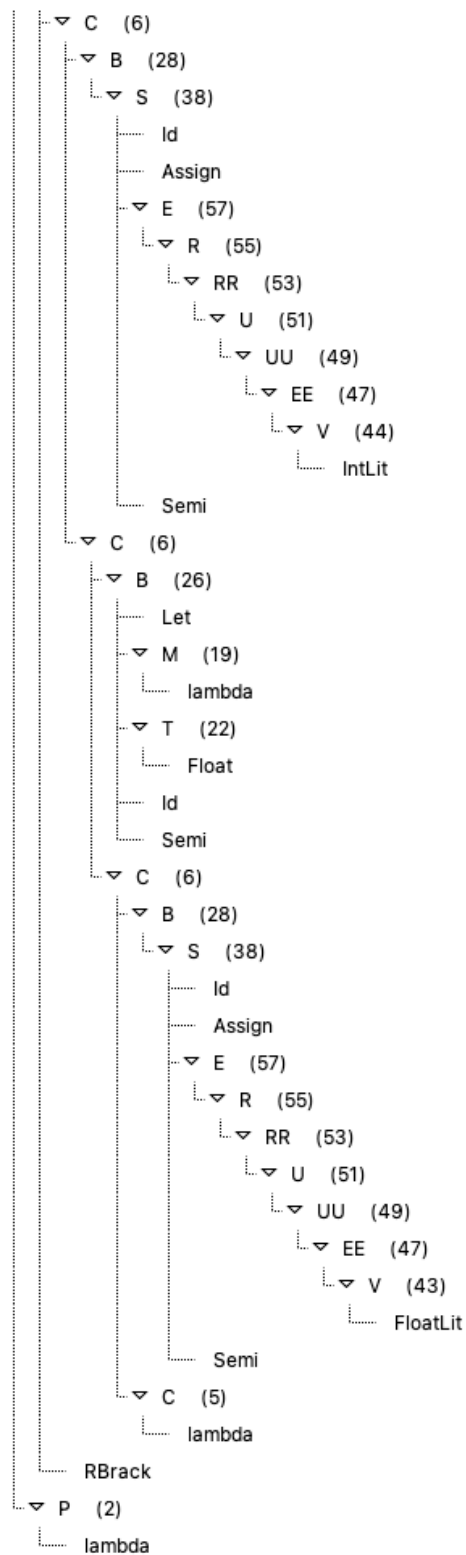 C (6)
B (28)
S (38)
Id
Assign
E (57)
R (55)
RR (53)
U (51)
UU (49)
EE (47)
V (44)
IntLit
Semi
C (6)
B (26)
Let
M (19)
lambda
T (22)
Float
Id
Semi
C (6)
B (28)
S (38)
Id
Assign
E (57)
R (55)
RR (53)
U (51)
UU (49)
EE (47)
V (43)
FloatLit
Semi
C (5)
lambda
RBrack
P (2)
lambda